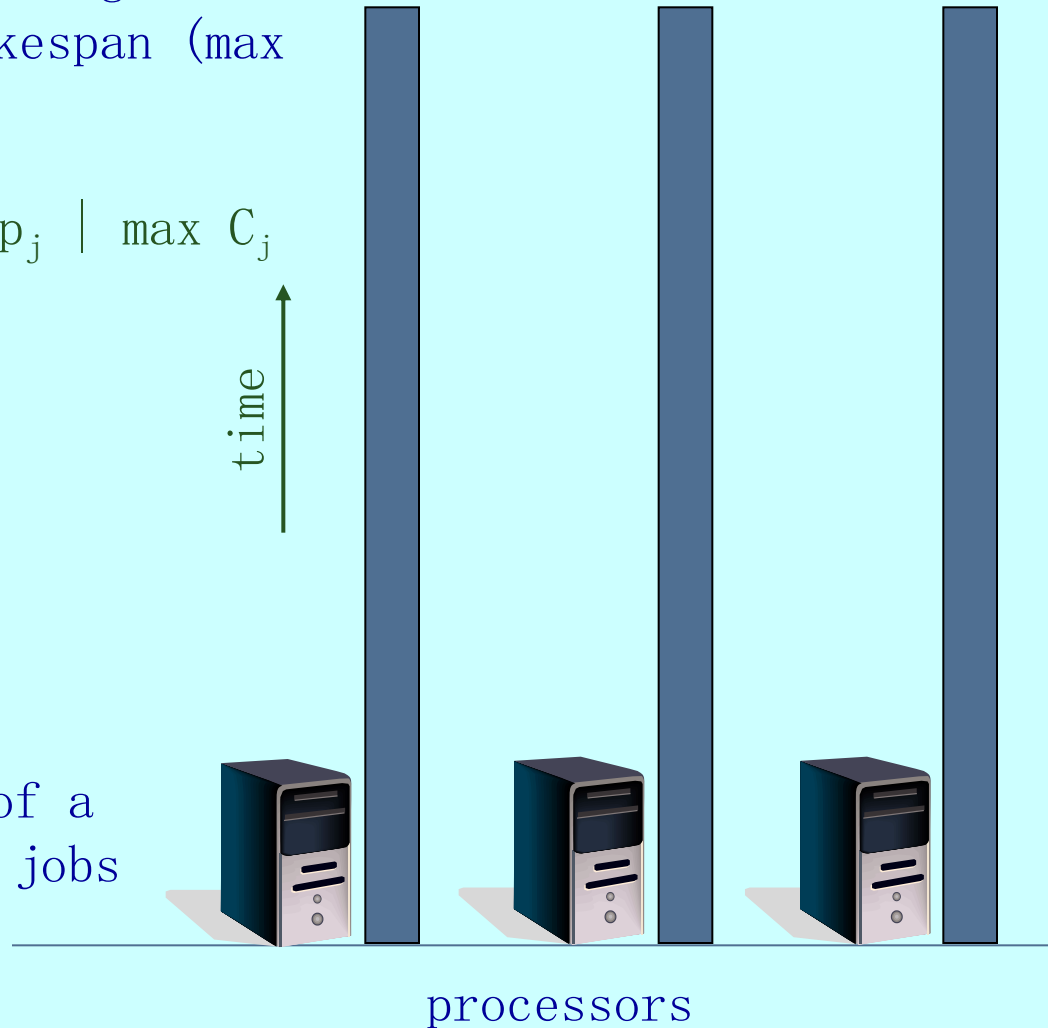 kespan (max
p_j | max C_j
time
of a
jobs
processors